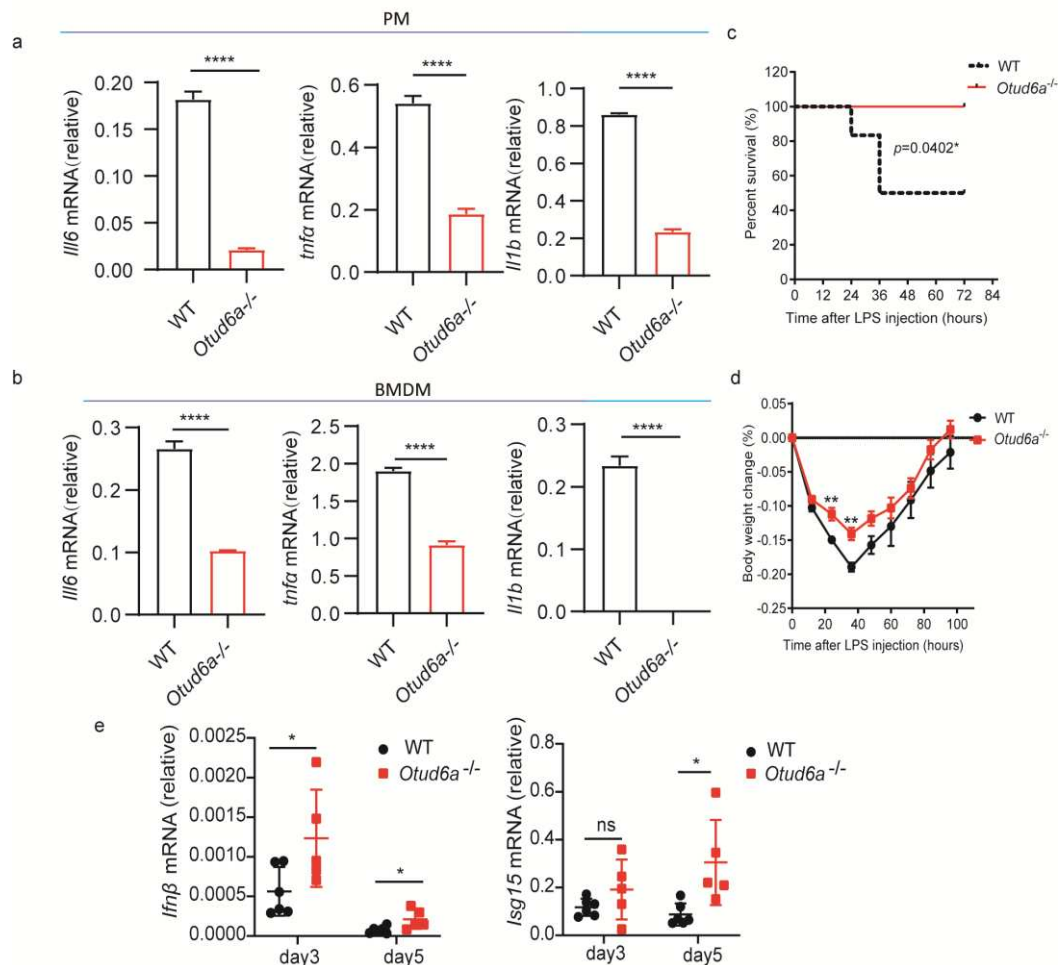 PM
a
Ill6 mRNA(relative)
0.20
0.15
0.10
0.05
0.00
****
WT
Otud6a-/-
tnfα mRNA(relative)
0.6
0.4
0.2
0.0
****
WT
Otud6a-/-
Il1b mRNA(relative)
1.0
0.8
0.6
0.4
0.2
0.0
****
WT
Otud6a-/-
c
WT
Otud6a-/-
Percent survival (%)
120
100
80
60
40
20
0
p=0.0402*
0 12 24 36 48 60 72 84
Time after LPS injection (hours)
b
BMDM
Ill6 mRNA(relative)
0.3
0.2
0.1
0.0
****
WT
Otud6a-/-
tnfα mRNA(relative)
2.5
2.0
1.5
1.0
0.5
0.0
****
WT
Otud6a-/-
Il1b mRNA(relative)
0.3
0.2
0.1
0.0
****
WT
Otud6a-/-
d
WT
Otud6a-/-
Body weight change (%)
0.05
0.00
-0.05
-0.10
-0.15
-0.20
-0.25
**
**
0 20 40 60 80 100
Time after LPS injection (hours)
e
Ifnβ mRNA (relative)
0.0025
0.0020
0.0015
0.0010
0.0005
0.0000
*
*
WT
Otud6a -/-
day3 day5
Isg15 mRNA (relative)
0.8
0.6
0.4
0.2
0.0
ns
*
WT
Otud6a -/-
day3 day5